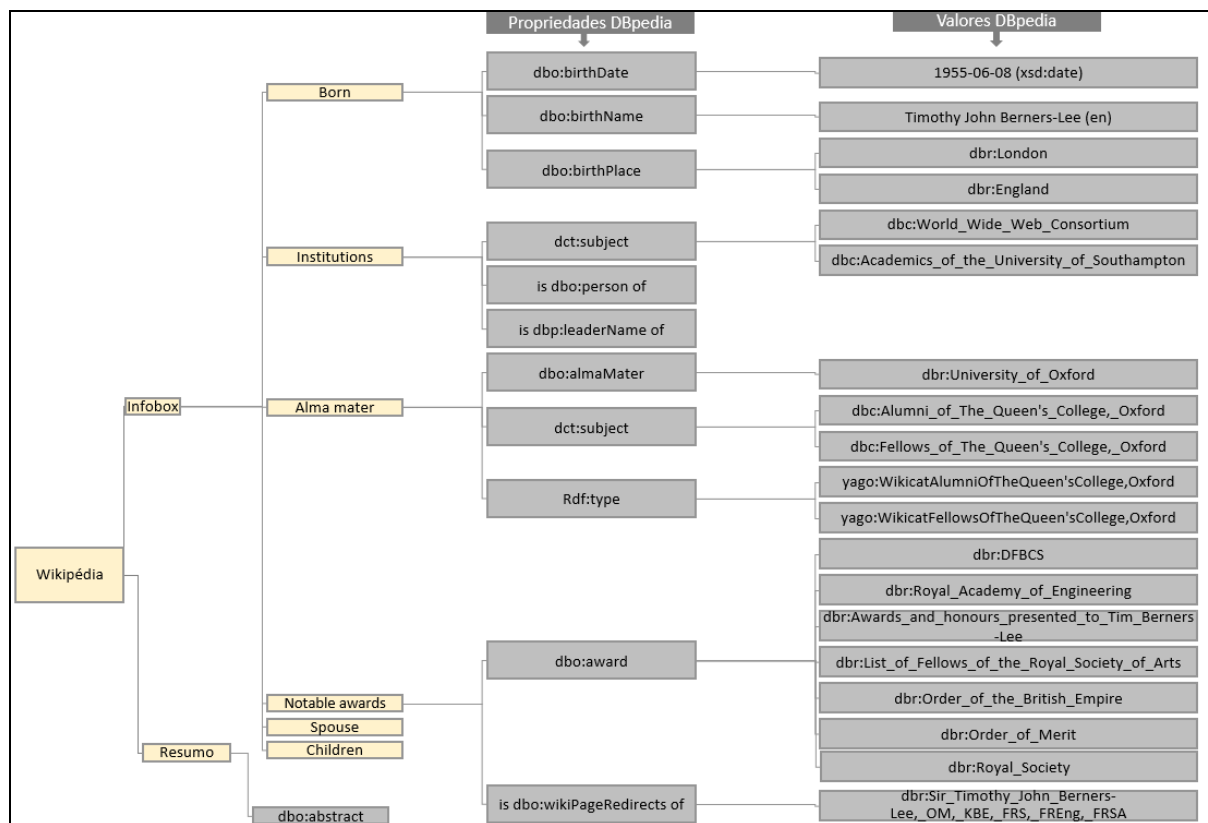 Propriedades DBpedia
Valores DBpedia
Wikipédia
Infobox
Resumo
dbo:abstract
Born
dbo:birthDate
1955-06-08 (xsd:date)
dbo:birthName
Timothy John Berners-Lee (en)
dbo:birthPlace
dbr:London
dbr:England
Institutions
dct:subject
dbc:World_Wide_Web_Consortium
dbc:Academics_of_the_University_of_Southampton
is dbo:person of
is dbp:leaderName of
Alma mater
dbo:almaMater
dbr:University_of_Oxford
dct:subject
dbc:Alumni_of_The_Queen's_College,_Oxford
dbc:Fellows_of_The_Queen's_College,_Oxford
Rdf:type
yago:WikicatAlumniOfTheQueen'sCollege,Oxford
yago:WikicatFellowsOfTheQueen'sCollege,Oxford
Notable awards
dbo:award
dbr:DFBCS
dbr:Royal_Academy_of_Engineering
dbr:Awards_and_honours_presented_to_Tim_Berners
-Lee
dbr:List_of_Fellows_of_the_Royal_Society_of_Arts
dbr:Order_of_the_British_Empire
dbr:Order_of_Merit
dbr:Royal_Society
is dbo:wikiPageRedirects of
dbr:Sir_Timothy_John_Berners-
Lee,_OM,_KBE,_FRS,_FREng,_FRSA
Spouse
Children